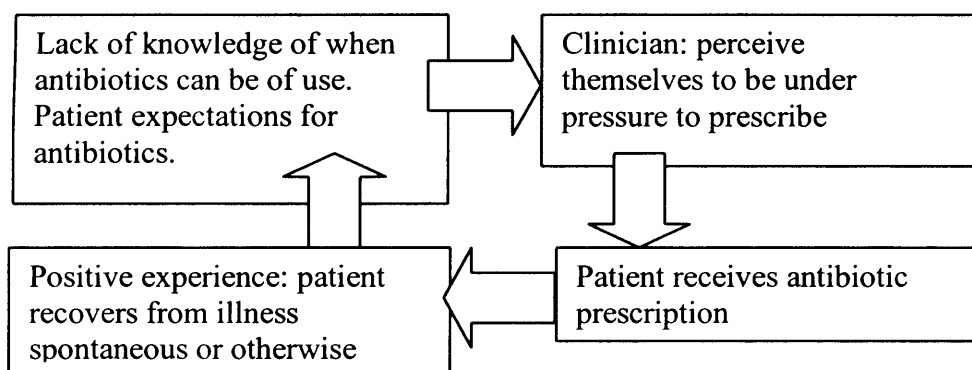 Lack of knowledge of when
antibiotics can be of use.
Patient expectations for
antibiotics.
Clinician: perceive
themselves to be under
pressure to prescribe
Patient receives antibiotic
prescription
Positive experience: patient
recovers from illness
spontaneous or otherwise